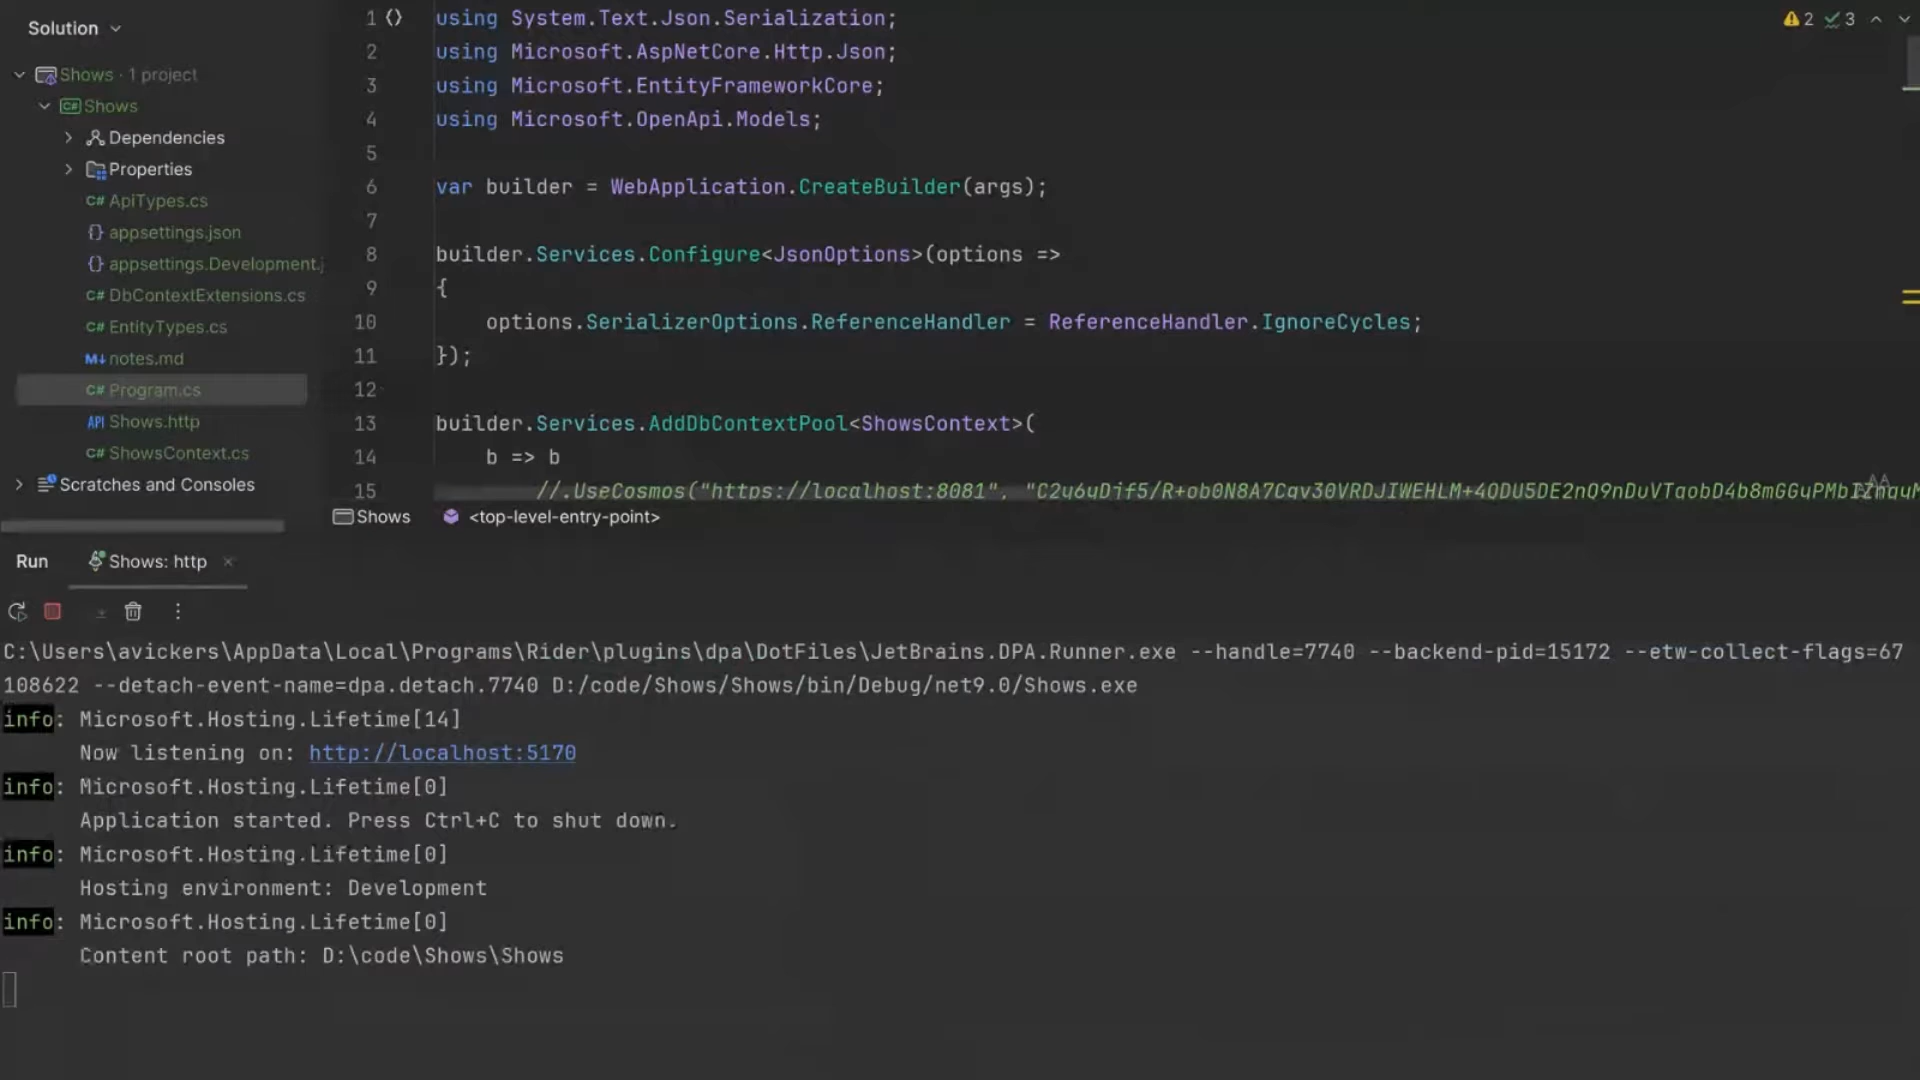 Solution
Shows · 1 project
Shows
Dependencies
Properties
C# ApiTypes.cs
{} appsettings.json
{} appsettings.Development.j
C# DbContextExtensions.cs
C# EntityTypes.cs
M↓ notes.md
C# Program.cs
API Shows.http
C# ShowsContext.cs
Scratches and Consoles
2 3
1 using System.Text.Json.Serialization;
2 using Microsoft.AspNetCore.Http.Json;
3 using Microsoft.EntityFrameworkCore;
4 using Microsoft.OpenApi.Models;
5
6 var builder = WebApplication.CreateBuilder(args);
7
8 builder.Services.Configure<JsonOptions>(options =>
9 {
10 options.SerializerOptions.ReferenceHandler = ReferenceHandler.IgnoreCycles;
11 });
12
13 builder.Services.AddDbContextPool<ShowsContext>(
14 b => b
15 //.UseCosmos("https://localhost:8081",
Shows <top-level-entry-point>
Run Shows: http
C:\Users\avickers\AppData\Local\Programs\Rider\plugins\dpa\DotFiles\JetBrains.DPA.Runner.exe --handle=7740 --backend-pid=15172 --etw-collect-flags=67
108622 --detach-event-name=dpa.detach.7740 D:/code/Shows/Shows/bin/Debug/net9.0/Shows.exe
info: Microsoft.Hosting.Lifetime[14]
Now listening on: http://localhost:5170
info: Microsoft.Hosting.Lifetime[0]
Application started. Press Ctrl+C to shut down.
info: Microsoft.Hosting.Lifetime[0]
Hosting environment: Development
info: Microsoft.Hosting.Lifetime[0]
Content root path: D:\code\Shows\Shows